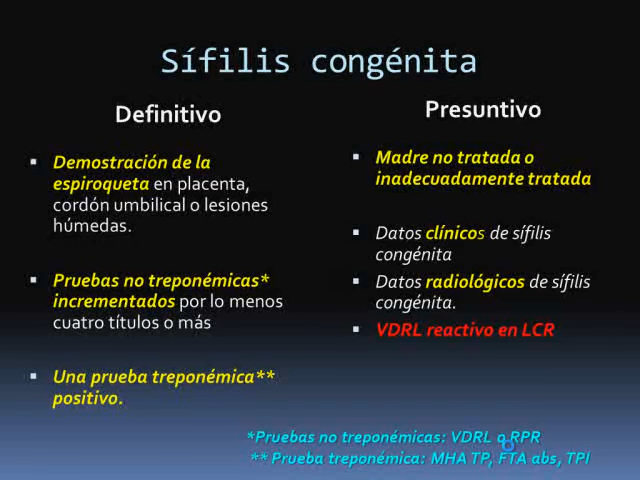 Sífilis congénita
Definitivo
Demostración de la
espiroqueta en placenta,
cordón umbilical o lesiones
húmedas.
Pruebas no treponémicas*
incrementados por lo menos
cuatro títulos o más
Una prueba treponémica**
positivo.
Presuntivo
Madre no tratada o
inadecuadamente tratada
Datos clínicos de sífilis
congénita
Datos radiológicos de sífilis
congénita.
VDRL reactivo en LCR
*Pruebas no treponémicas: VDRL o RPR
** Prueba treponémica: MHA TP, FTA abs, TPI